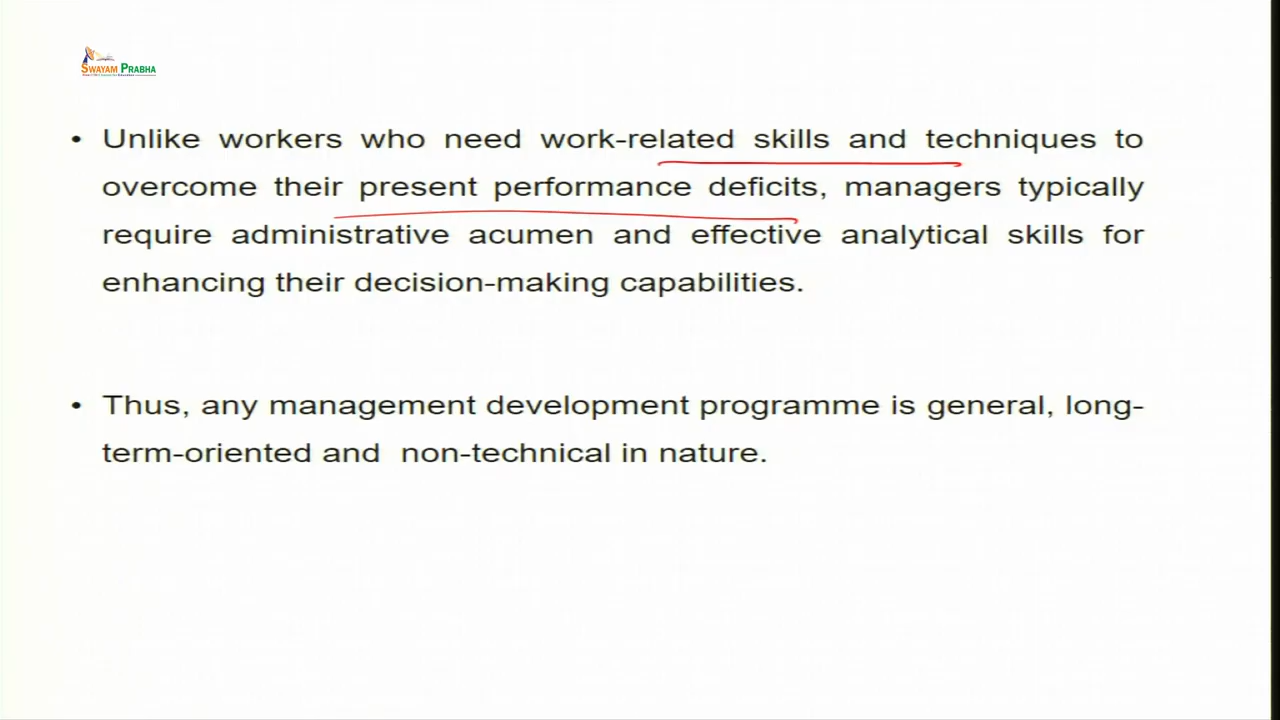 SWAYAM PRABHA
• Unlike workers who need work-related skills and techniques to
overcome their present performance deficits, managers typically
require administrative acumen and effective analytical skills for
enhancing their decision-making capabilities.
• Thus, any management development programme is general, long-
term-oriented and non-technical in nature.